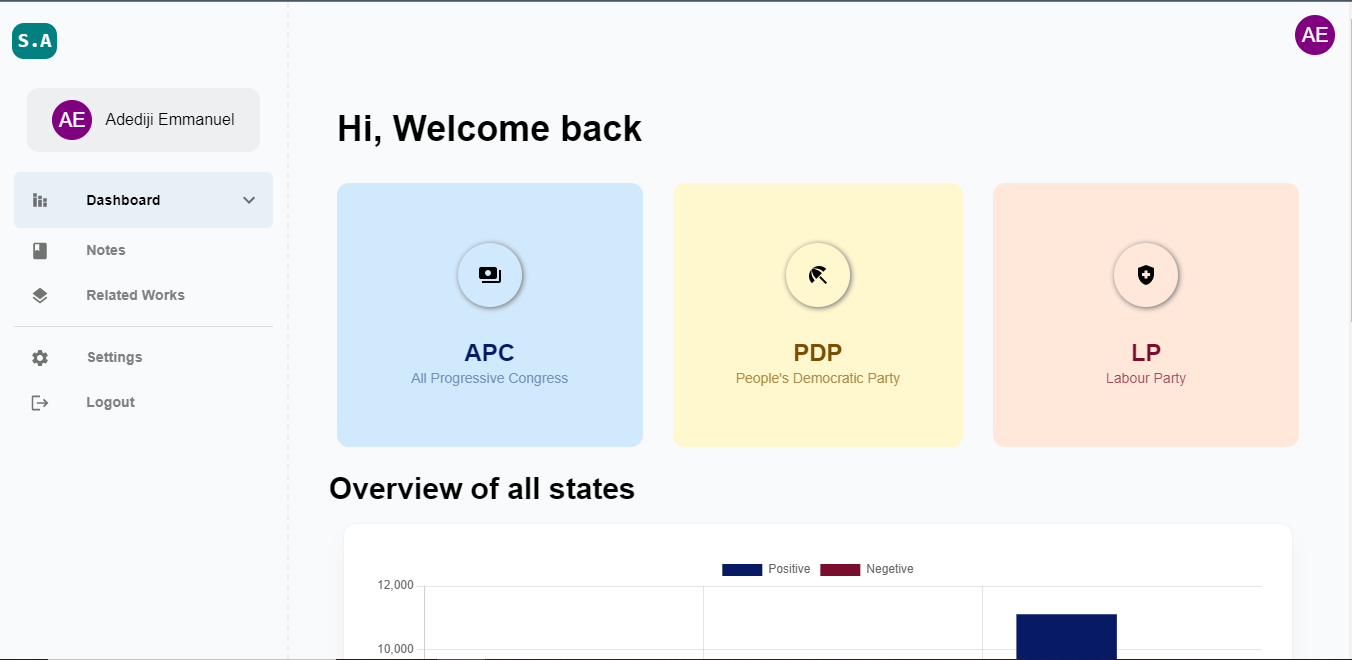 S.A
AE
AE
Adediji Emmanuel
Dashboard
Notes
Related Works
Settings
Logout
Hi, Welcome back
APC
All Progressive Congress
PDP
People's Democratic Party
LP
Labour Party
Overview of all states
Positive
Negetive
12,000
10,000